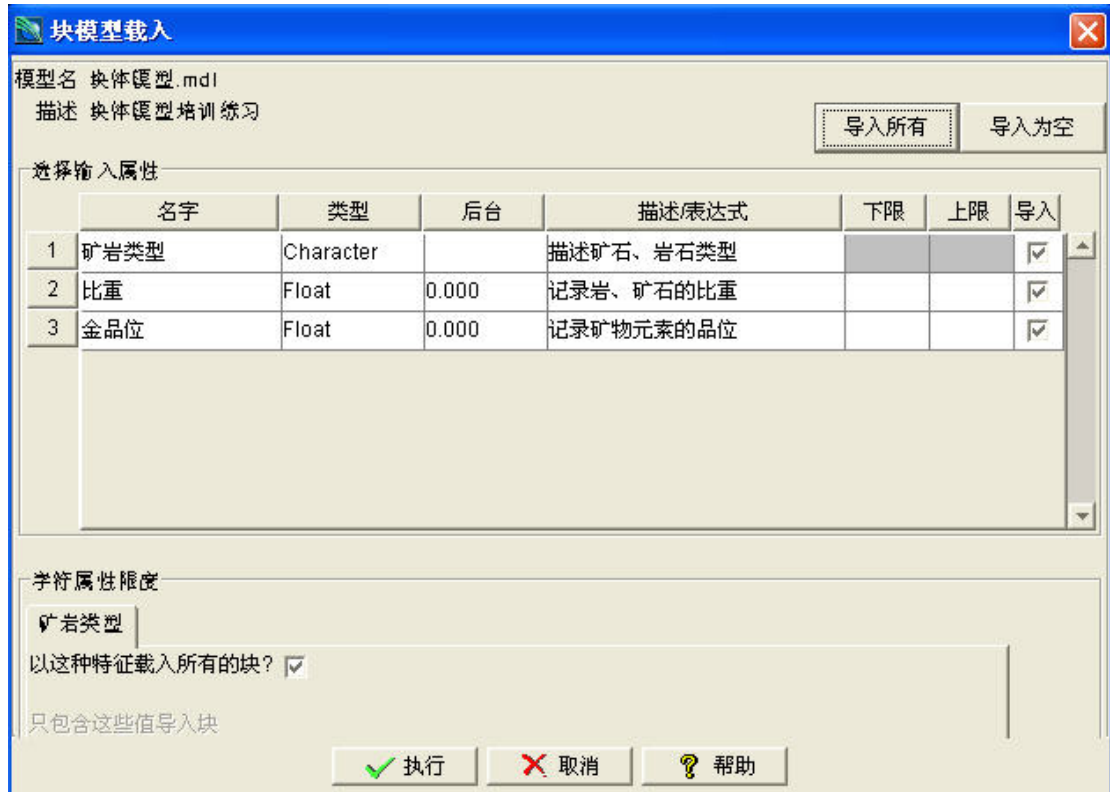 块模型载入
模型名 块体模型.mdl
描述 块体模型培训练习
导入所有 导入为空
选择输入属性
名字 类型 后台 描述/表达式 下限 上限 导入
1 矿岩类型 Character 描述矿石、岩石类型
2 比重 Float 0.000 记录岩、矿石的比重
3 金品位 Float 0.000 记录矿物元素的品位
字符属性限度
矿岩类型
以这种特征载入所有的块?
只包含这些值导入块
执行 取消 帮助